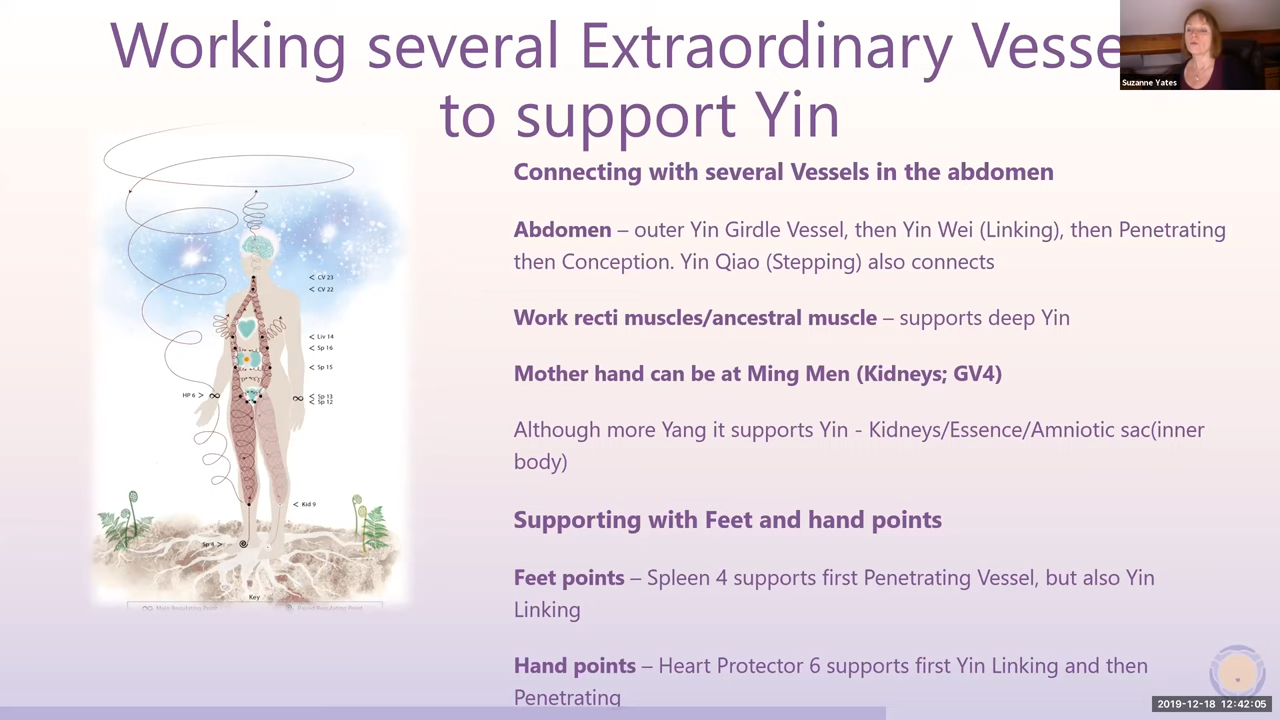 Working several Extraordinary Vesse
to support Yin
Suzanne Yates
Connecting with several Vessels in the abdomen
Abdomen – outer Yin Girdle Vessel, then Yin Wei (Linking), then Penetrating
then Conception. Yin Qiao (Stepping) also connects
Work recti muscles/ancestral muscle – supports deep Yin
Mother hand can be at Ming Men (Kidneys; GV4)
Although more Yang it supports Yin - Kidneys/Essence/Amniotic sac(inner
body)
Supporting with Feet and hand points
Feet points – Spleen 4 supports first Penetrating Vessel, but also Yin
Linking
Hand points – Heart Protector 6 supports first Yin Linking and then
Penetrating
< CV 23
< CV 22
< Liv 14
< Sp 16
< Sp 15
HP 6 >
< Sp 13
< Sp 12
< Kid 9
Sp 4 >
Key
Main Regulating Point
Paired Regulating Point
2019-12-18 12:42:05